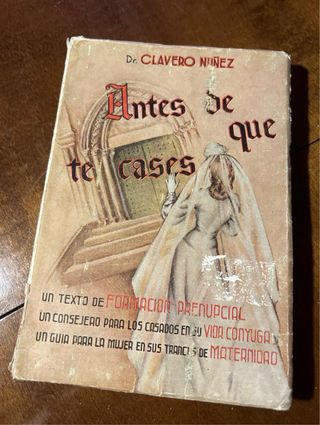 Dr. CLAVERO NUÑEZ
Antes de
que
te cases
UN TEXTO DE FORMACION PRENUPCIAL
UN CONSEJERO PARA LOS CASADOS EN SU VIDA CONYUGAL
UN GUIA PARA LA MUJER EN SUS TRANCES DE MATERNIDAD